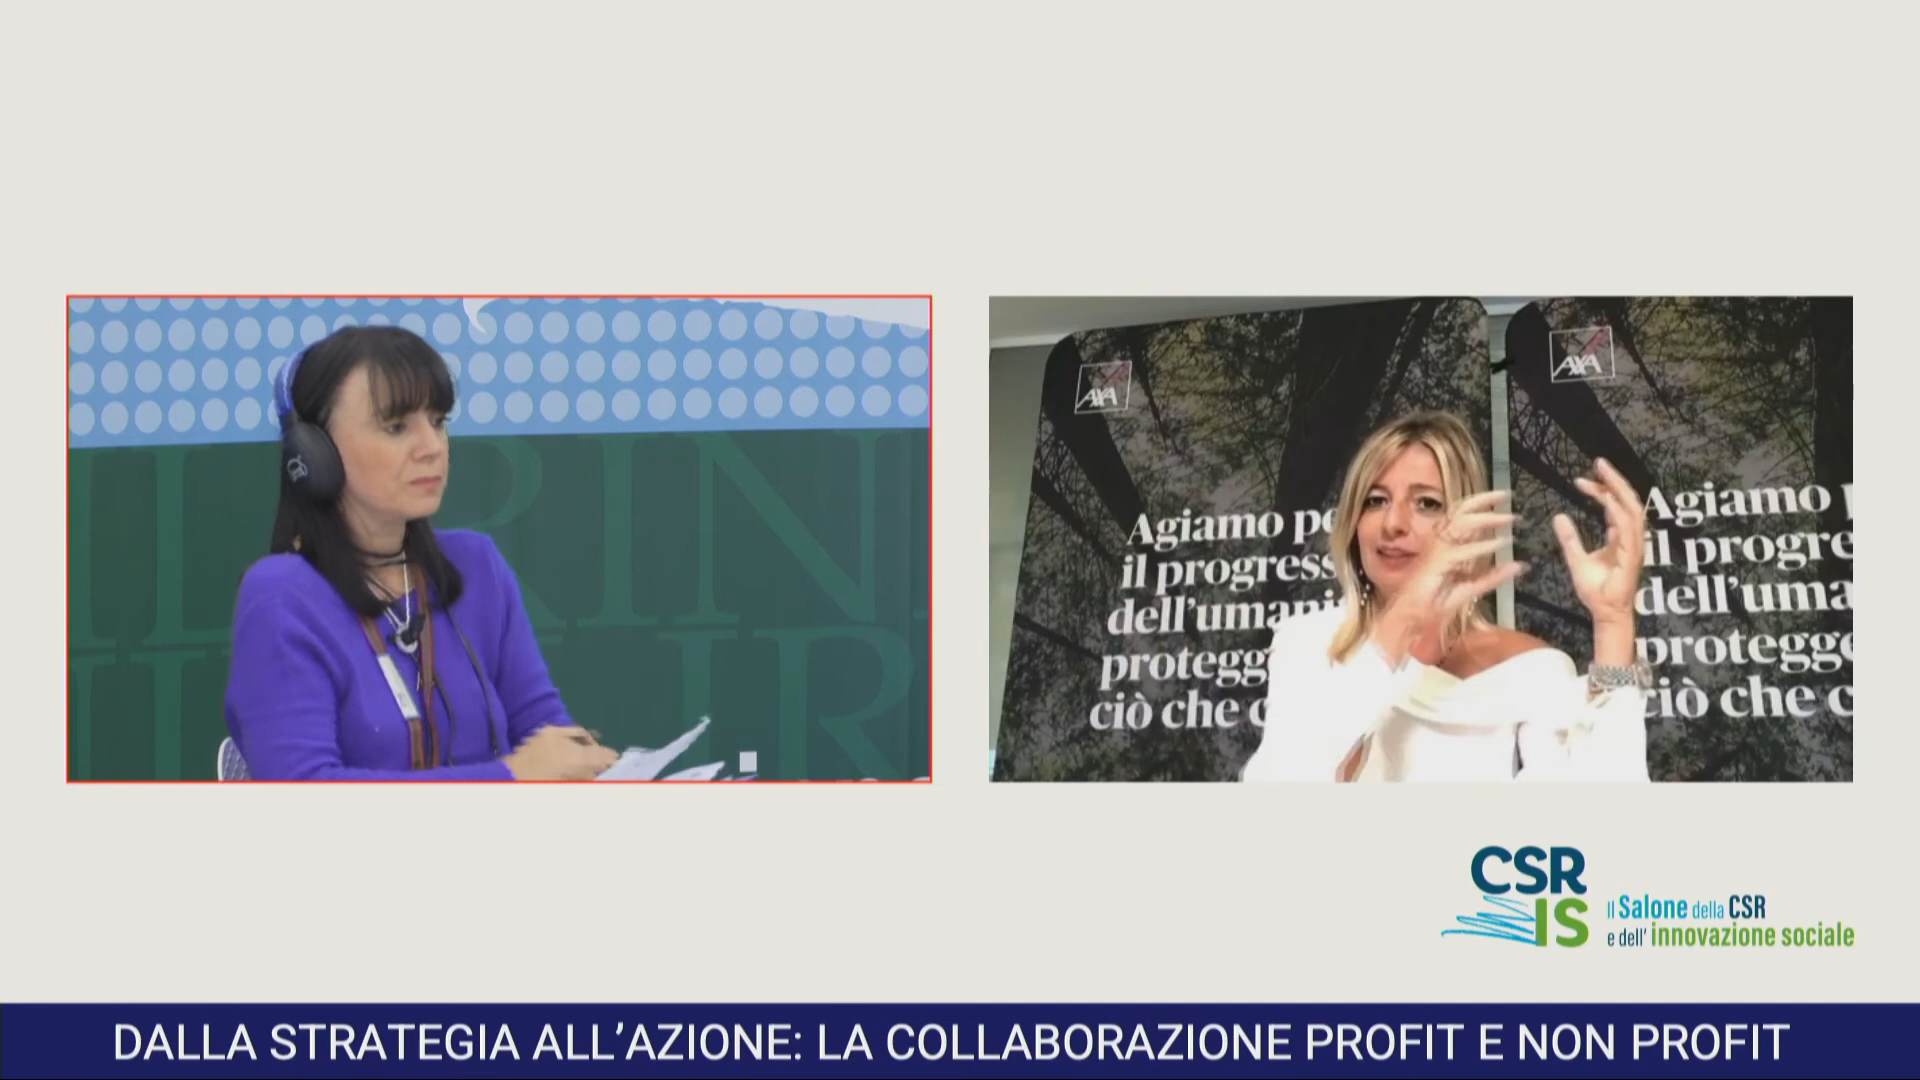 AXA
Agiamo pe
il progress
dell'umani
protegg
ciò che c
AXA
Agiamo p
il progre
dell'uma
protegge
ciò che c
CSR
IS
Il Salone della CSR
e dell' innovazione sociale
DALLA STRATEGIA ALL'AZIONE: LA COLLABORAZIONE PROFIT E NON PROFIT